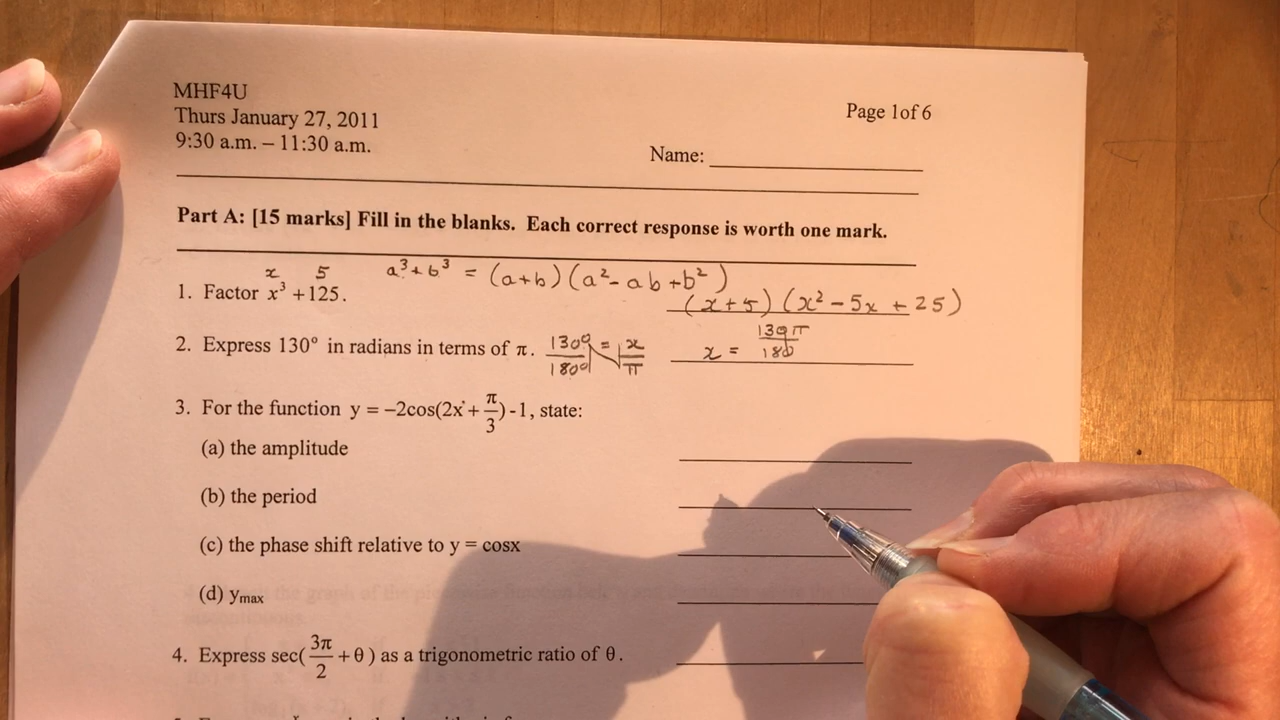 MHF4U
Thurs January 27, 2011
Page 1of 6
9:30 a.m. – 11:30 a.m.
Name:
Part A: [15 marks] Fill in the blanks. Each correct response is worth one mark.
x 5 a³ + b³ = (a+b)(a² - ab + b²)
1. Factor x³ +125.
(x+5)(x² - 5x + 25)
2. Express 130° in radians in terms of π. 130°/180° = x/π x = 130π/180
3. For the function y = −2cos(2x + π/3) - 1, state:
(a) the amplitude
(b) the period
(c) the phase shift relative to y = cosx
(d) ymax
4. Express sec(3π/2 + θ) as a trigonometric ratio of θ.